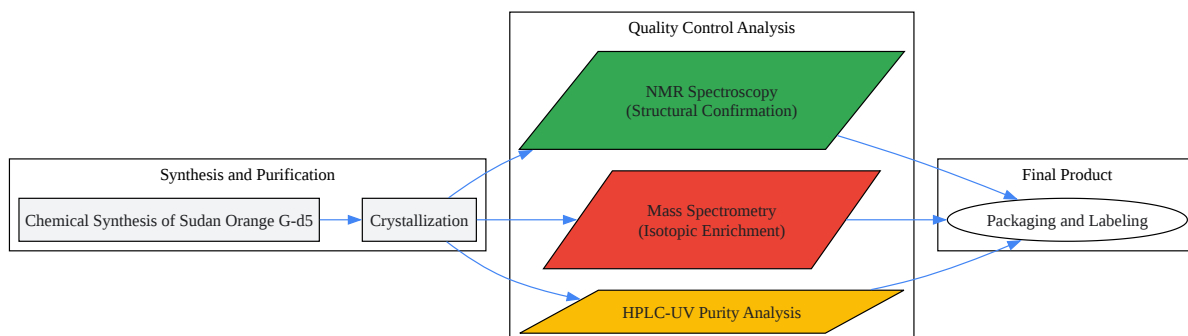 Synthesis and Purification
Chemical Synthesis of Sudan Orange G-d5
Crystallization
Quality Control Analysis
NMR Spectroscopy
(Structural Confirmation)
Mass Spectrometry
(Isotopic Enrichment)
HPLC-UV Purity Analysis
Final Product
Packaging and Labeling